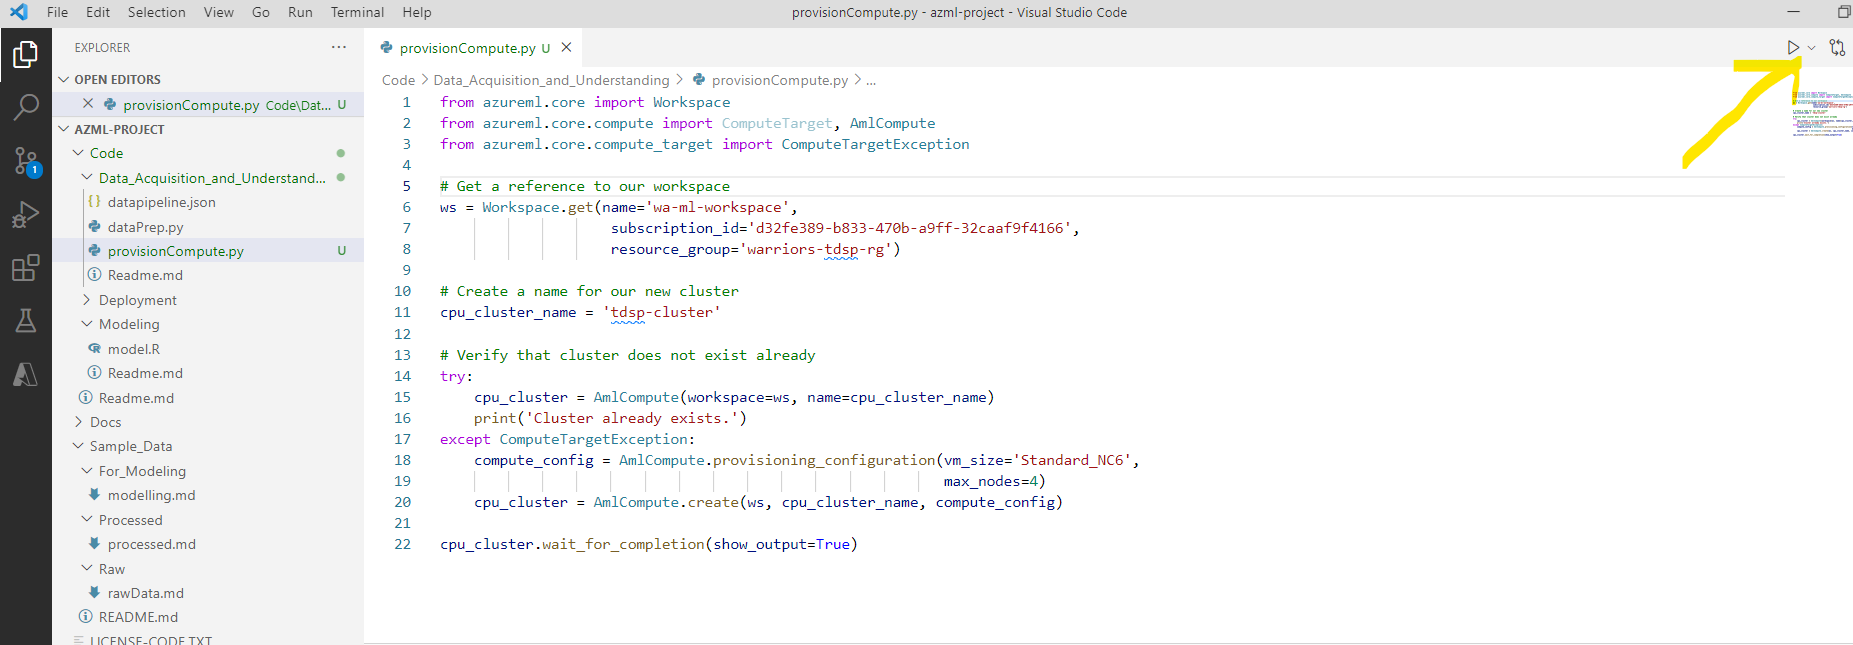 File Edit Selection View Go Run Terminal Help
provisionCompute.py - azml-project - Visual Studio Code
EXPLORER
OPEN EDITORS
provisionCompute.py Code\Dat... U
AZML-PROJECT
Code
Data_Acquisition_and_Understand...
datapipeline.json
dataPrep.py
provisionCompute.py U
Readme.md
Deployment
Modeling
model.R
Readme.md
Readme.md
Docs
Sample_Data
For_Modeling
modelling.md
Processed
processed.md
Raw
rawData.md
README.md
LICENSE-CODE.TXT
1
provisionCompute.py U
Code > Data_Acquisition_and_Understanding > provisionCompute.py > ...
1 from azureml.core import Workspace
2 from azureml.core.compute import ComputeTarget, AmlCompute
3 from azureml.core.compute_target import ComputeTargetException
4
5 # Get a reference to our workspace
6 ws = Workspace.get(name='wa-ml-workspace',
7 subscription_id='d32fe389-b833-470b-a9ff-32caaf9f4166',
8 resource_group='warriors-tdsp-rg')
9
10 # Create a name for our new cluster
11 cpu_cluster_name = 'tdsp-cluster'
12
13 # Verify that cluster does not exist already
14 try:
15 cpu_cluster = AmlCompute(workspace=ws, name=cpu_cluster_name)
16 print('Cluster already exists.')
17 except ComputeTargetException:
18 compute_config = AmlCompute.provisioning_configuration(vm_size='Standard_NC6',
19 max_nodes=4)
20 cpu_cluster = AmlCompute.create(ws, cpu_cluster_name, compute_config)
21
22 cpu_cluster.wait_for_completion(show_output=True)